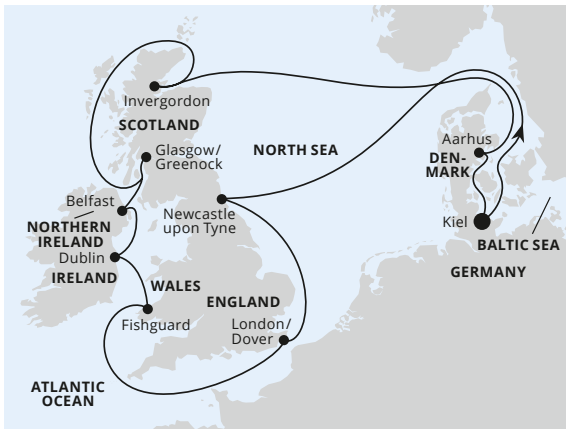 Invergordon
SCOTLAND
Glasgow/
Greenock
NORTH SEA
Aarhus
DEN-
MARK
Belfast
NORTHERN
IRELAND
Newcastle
upon Tyne
Kiel
BALTIC SEA
Dublin
IRELAND
GERMANY
WALES
ENGLAND
Fishguard
London/
Dover
ATLANTIC
OCEAN